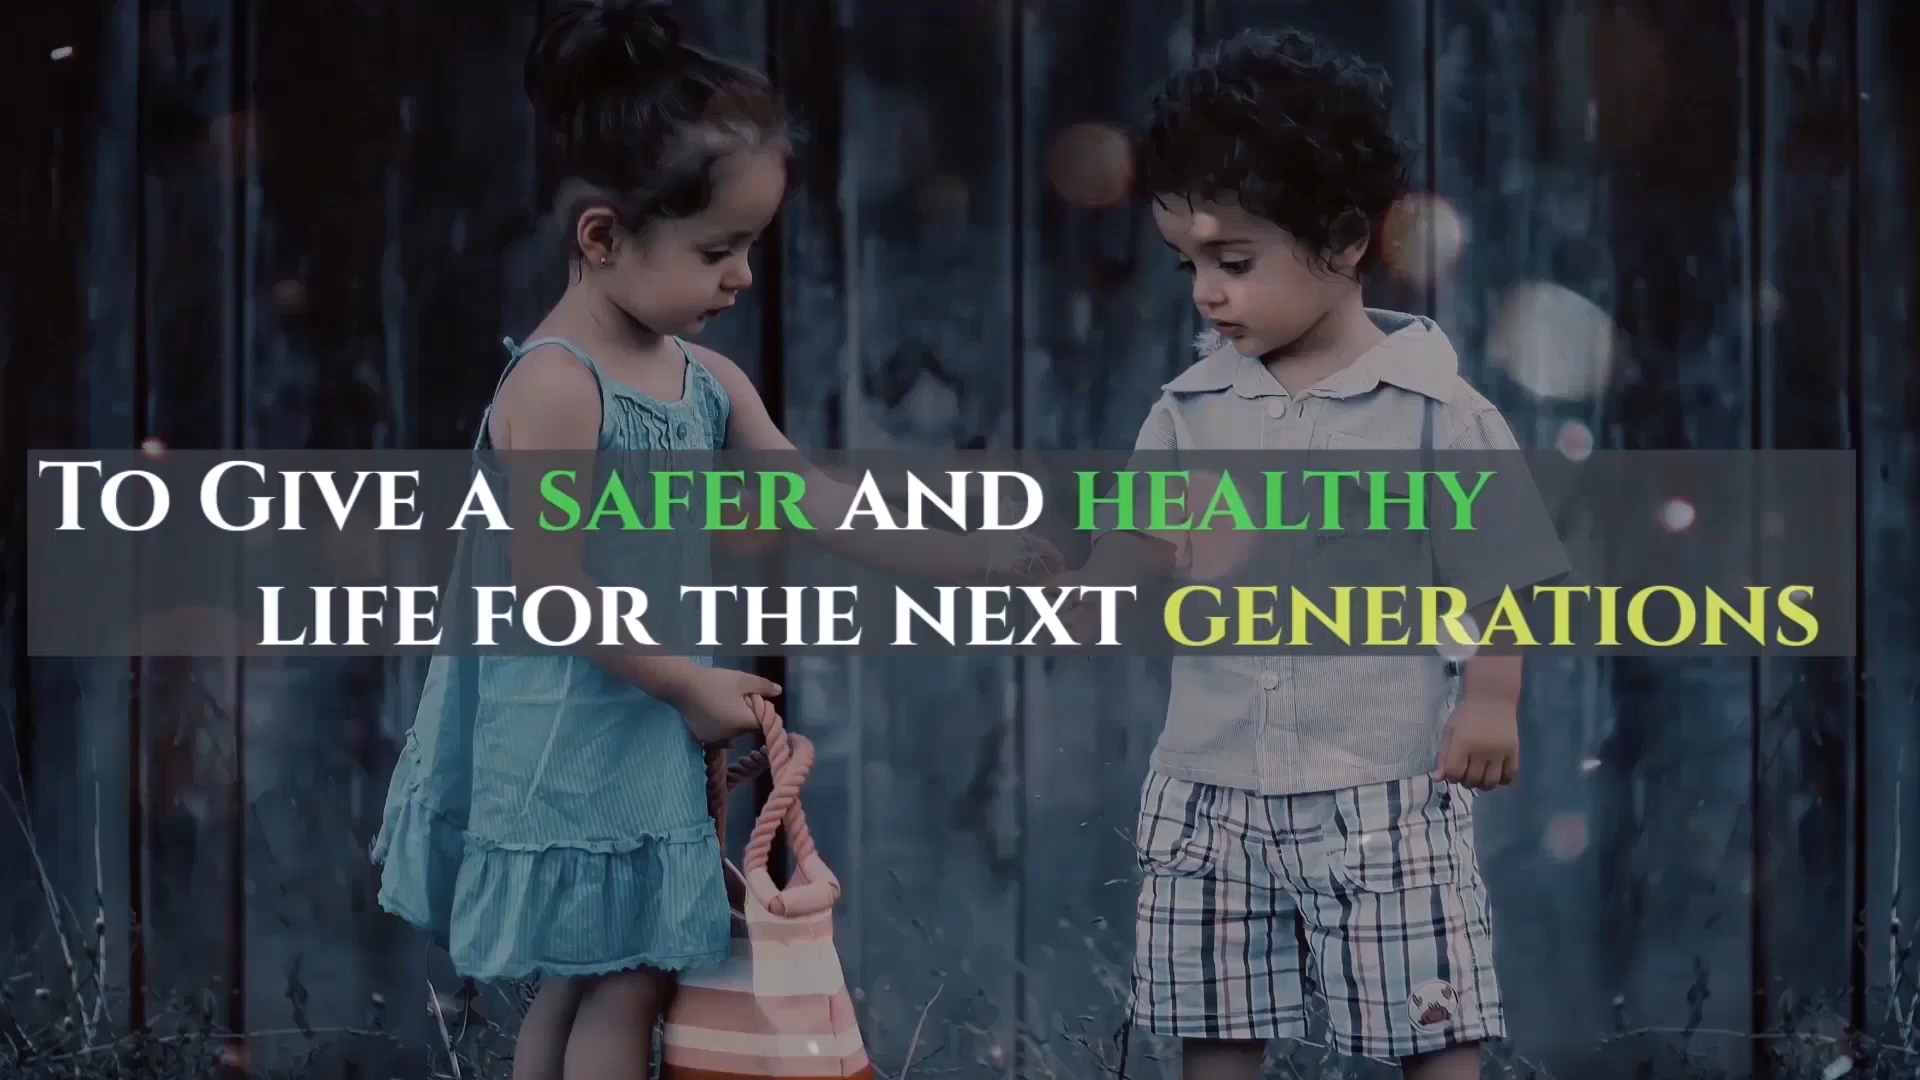 To Give a safer and healthy
life for the next generations